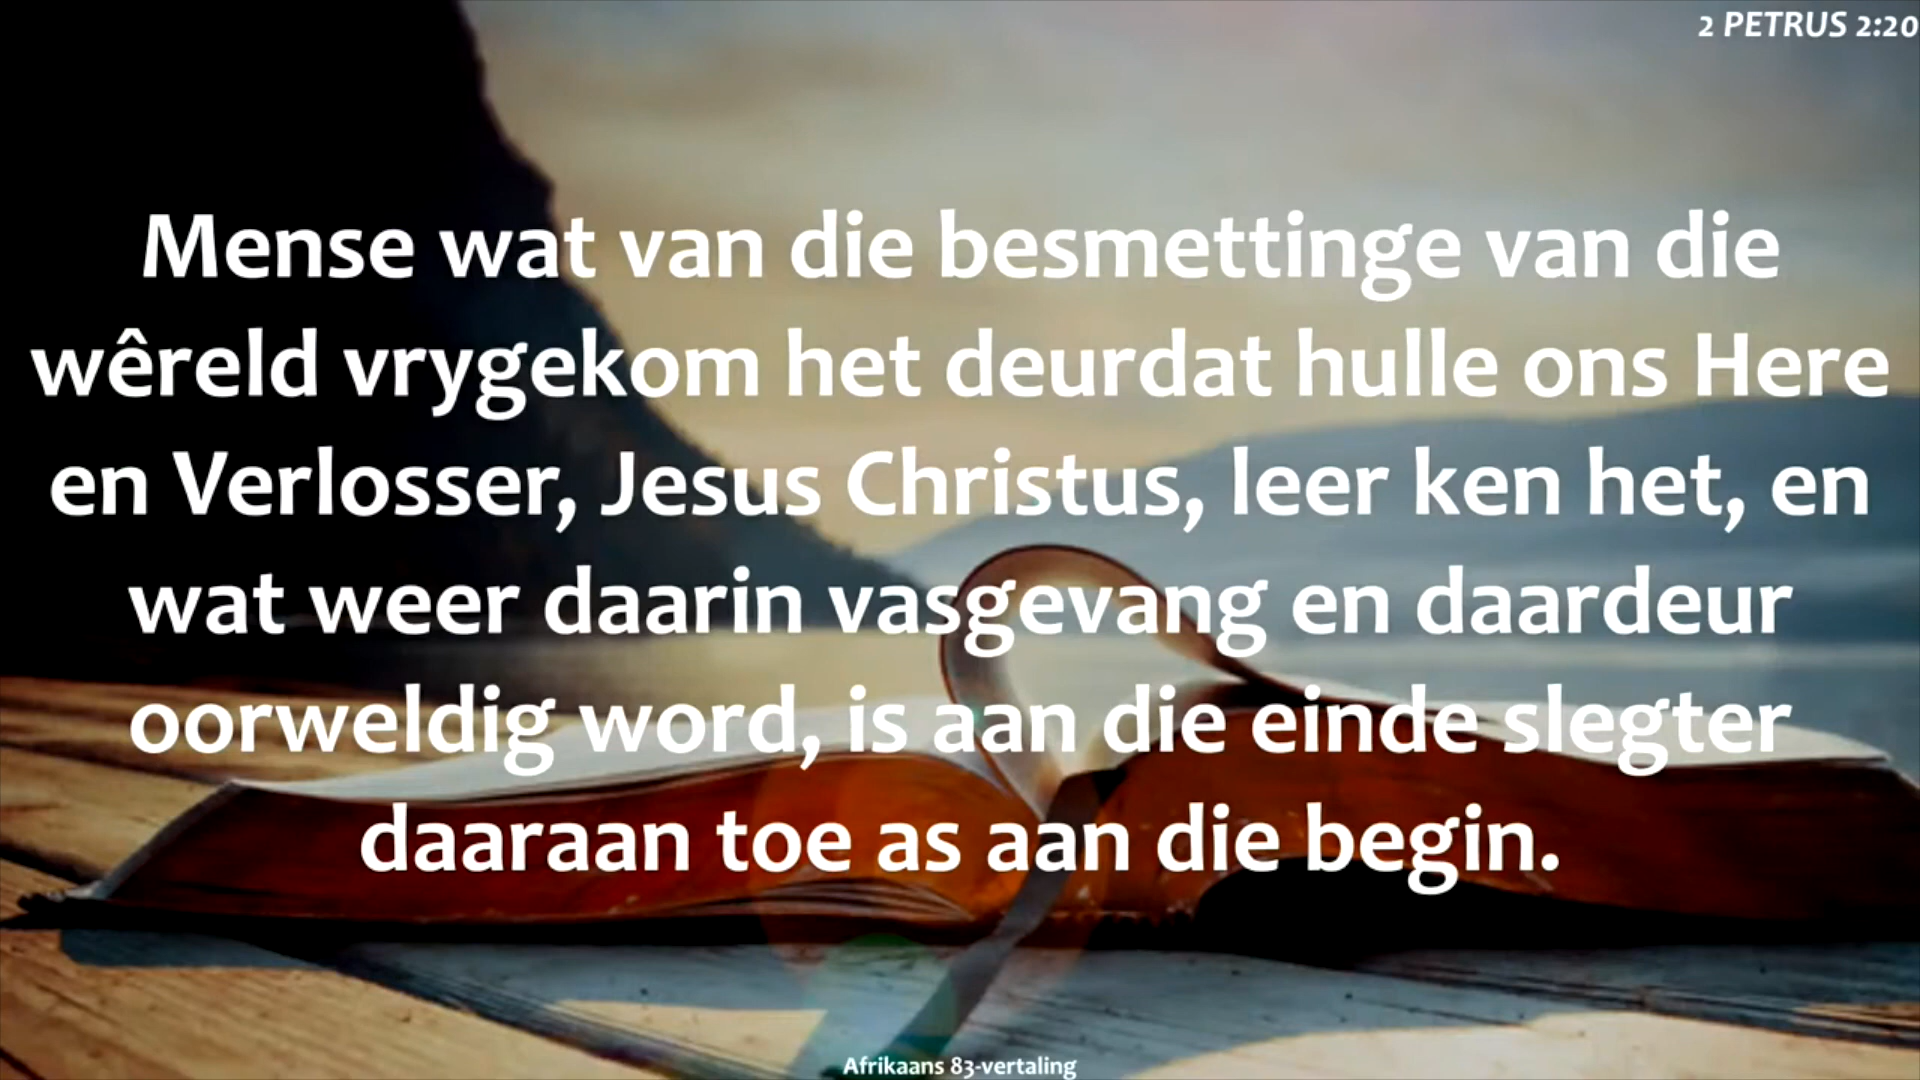 2 PETRUS 2:20
Mense wat van die besmettinge van die
wêreld vrygekom het deurdat hulle ons Here
en Verlosser, Jesus Christus, leer ken het, en
wat weer daarin vasgevang en daardeur
oorweldig word, is aan die einde slegter
daaraan toe as aan die begin.
Afrikaans 83-vertaling